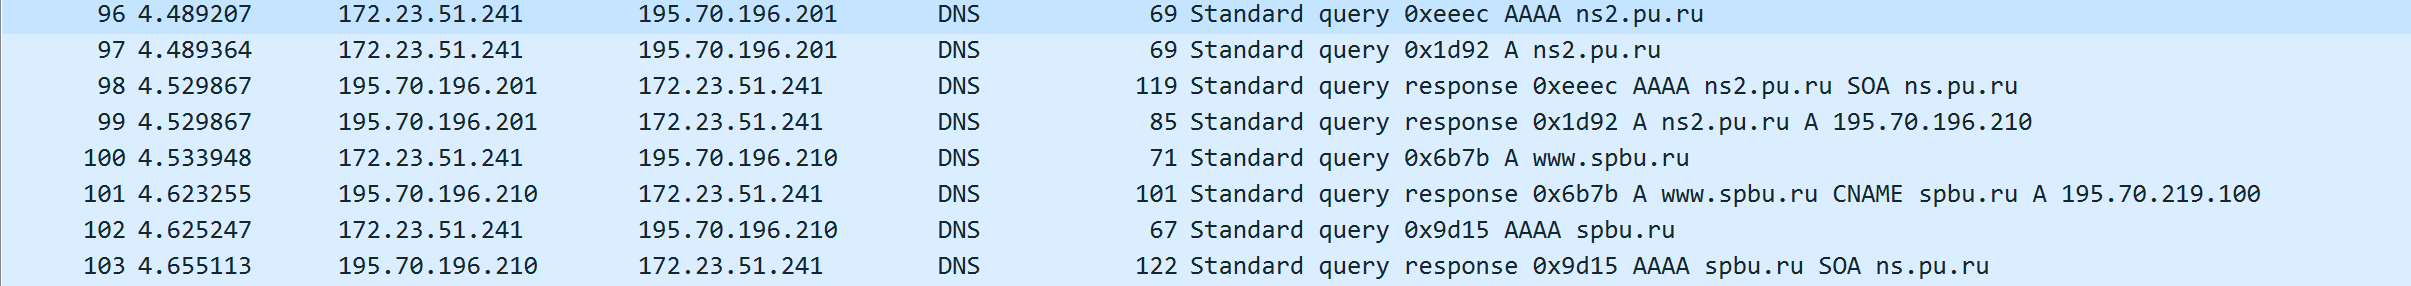 96 4.489207 172.23.51.241 195.70.196.201 DNS 69 Standard query 0xeeec AAAA ns2.pu.ru
97 4.489364 172.23.51.241 195.70.196.201 DNS 69 Standard query 0x1d92 A ns2.pu.ru
98 4.529867 195.70.196.201 172.23.51.241 DNS 119 Standard query response 0xeeec AAAA ns2.pu.ru SOA ns.pu.ru
99 4.529867 195.70.196.201 172.23.51.241 DNS 85 Standard query response 0x1d92 A ns2.pu.ru A 195.70.196.210
100 4.533948 172.23.51.241 195.70.196.210 DNS 71 Standard query 0x6b7b A www.spbu.ru
101 4.623255 195.70.196.210 172.23.51.241 DNS 101 Standard query response 0x6b7b A www.spbu.ru CNAME spbu.ru A 195.70.219.100
102 4.625247 172.23.51.241 195.70.196.210 DNS 67 Standard query 0x9d15 AAAA spbu.ru
103 4.655113 195.70.196.210 172.23.51.241 DNS 122 Standard query response 0x9d15 AAAA spbu.ru SOA ns.pu.ru